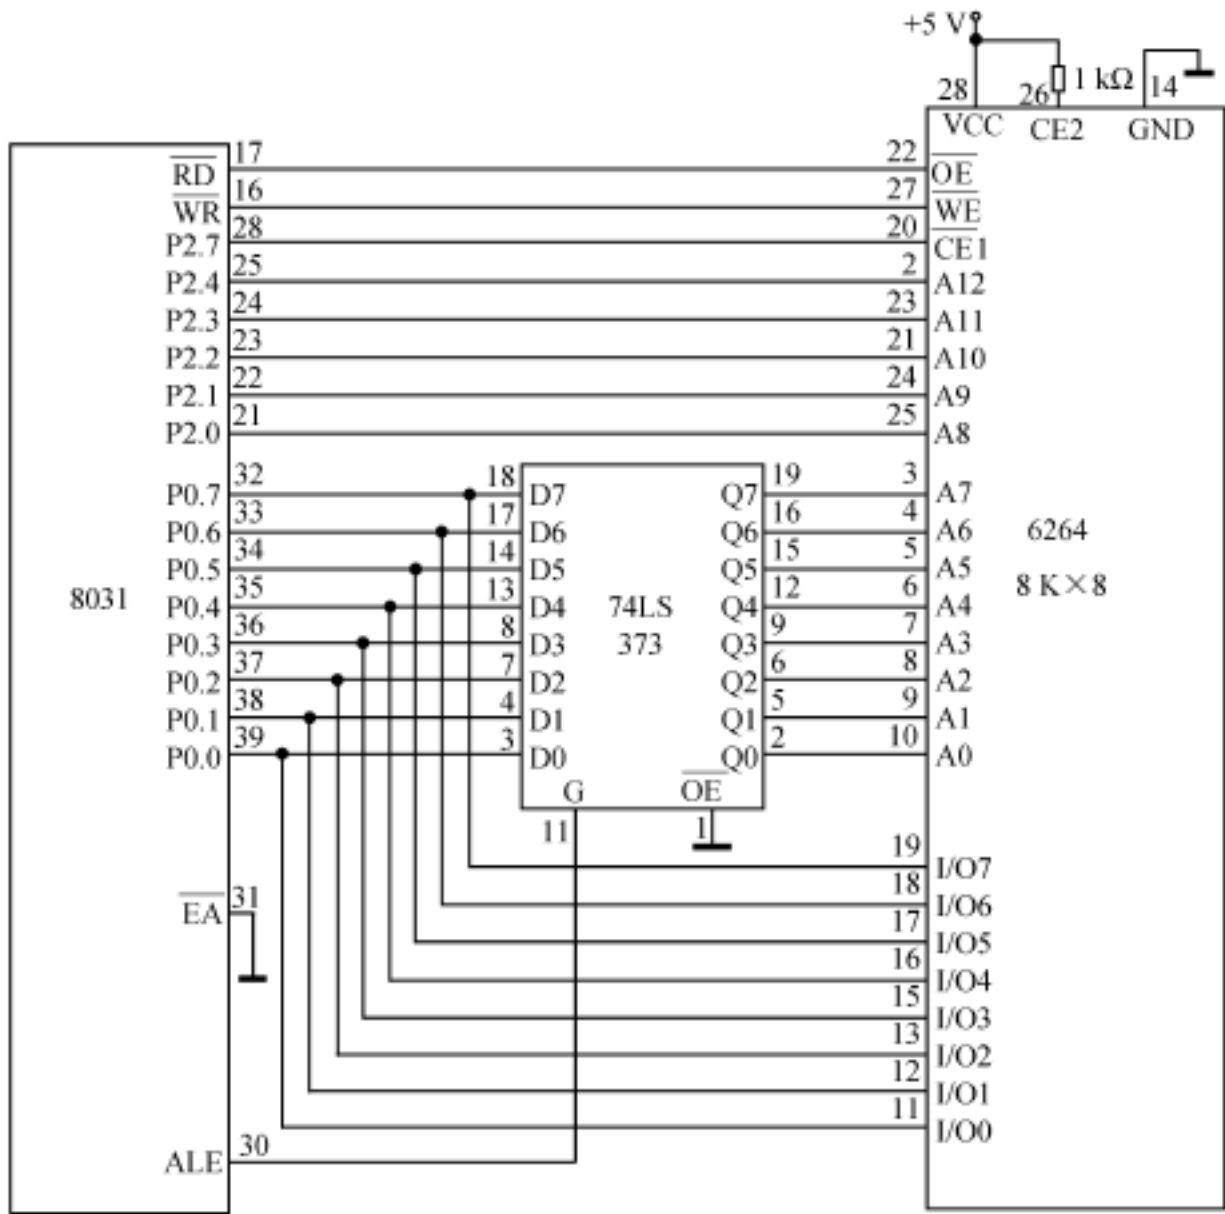 +5 V
1 kΩ
28
26
14
VCC
CE2
GND
RD
17
22
OE
WR
16
27
WE
P2.7
28
20
CE1
P2.4
25
2
A12
P2.3
24
23
A11
P2.2
23
21
A10
P2.1
22
24
A9
P2.0
21
25
A8
P0.7
32
18
D7
Q7
19
3
A7
P0.6
33
17
D6
Q6
16
4
A6
P0.5
34
14
D5
Q5
15
5
A5
P0.4
35
13
D4
Q4
12
6
A4
P0.3
36
8
D3
Q3
9
7
A3
P0.2
37
7
D2
Q2
6
8
A2
P0.1
38
4
D1
Q1
5
9
A1
P0.0
39
3
D0
Q0
2
10
A0
8031
74LS
373
6264
8 K×8
G
OE
11
1
19
I/O7
18
I/O6
EA
31
17
I/O5
16
I/O4
15
I/O3
13
I/O2
12
I/O1
11
I/O0
ALE
30